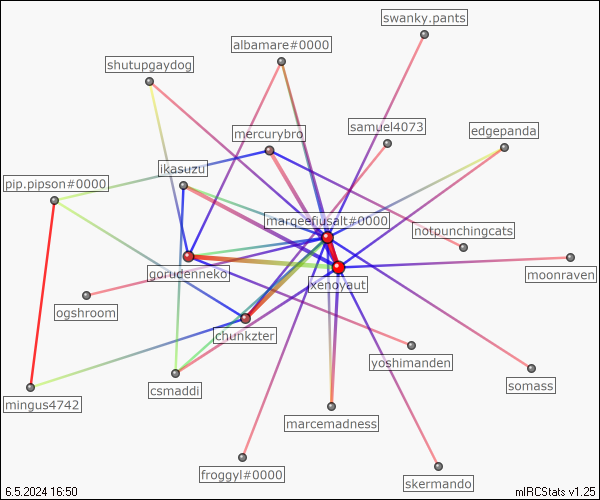 swanky.pants
albamare#0000
shutupgaydog
samuel4073
mercurybro
edgepanda
ikasuzu
pip.pipson#0000
marqeefiusalt#0000
notpunchingcats
gorudenneko
moonraven
xenoyaut
ogshroom
chunkzter
yoshimanden
somass
csmaddi
mingus4742
marcemadness
froggyl#0000
skermando
6.5.2024 16:50
mIRCStats v1.25